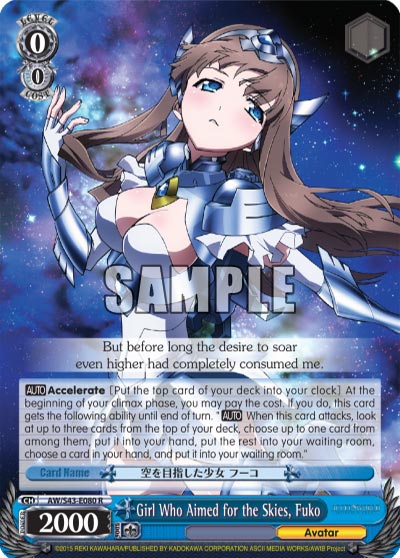 LEVEL
0
0
COST
SAMPLE
But before long the desire to soar
even higher had completely consumed me.
AUTO Accelerate [Put the top card of your deck into your clock] At the
beginning of your climax phase, you may pay the cost. If you do, this card
gets the following ability until end of turn. "AUTO When this card attacks, look
at up to three cards from the top of your deck, choose up to one card from
among them, put it into your hand, put the rest into your waiting room,
choose a card in your hand, and put it into your waiting room."
Card Name
空を目指した少女 フーコ
CH
AW/S43-E080 R
Girl Who Aimed for the Skies, Fuko
POWER
2000
Avatar
©2015 REKI KAWAHARA/PUBLISHED BY KADOKAWA CORPORATION ASCII MEDIA WORKS/AWIB Project